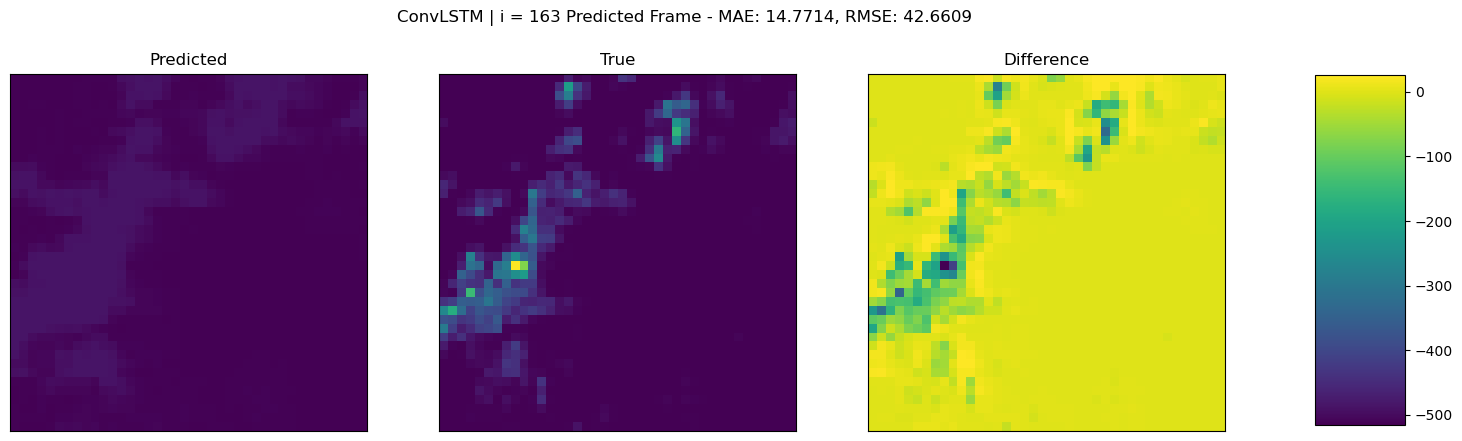 ConvLSTM | i = 163 Predicted Frame - MAE: 14.7714, RMSE: 42.6609
Predicted
True
Difference
0
−100
−200
−300
−400
−500